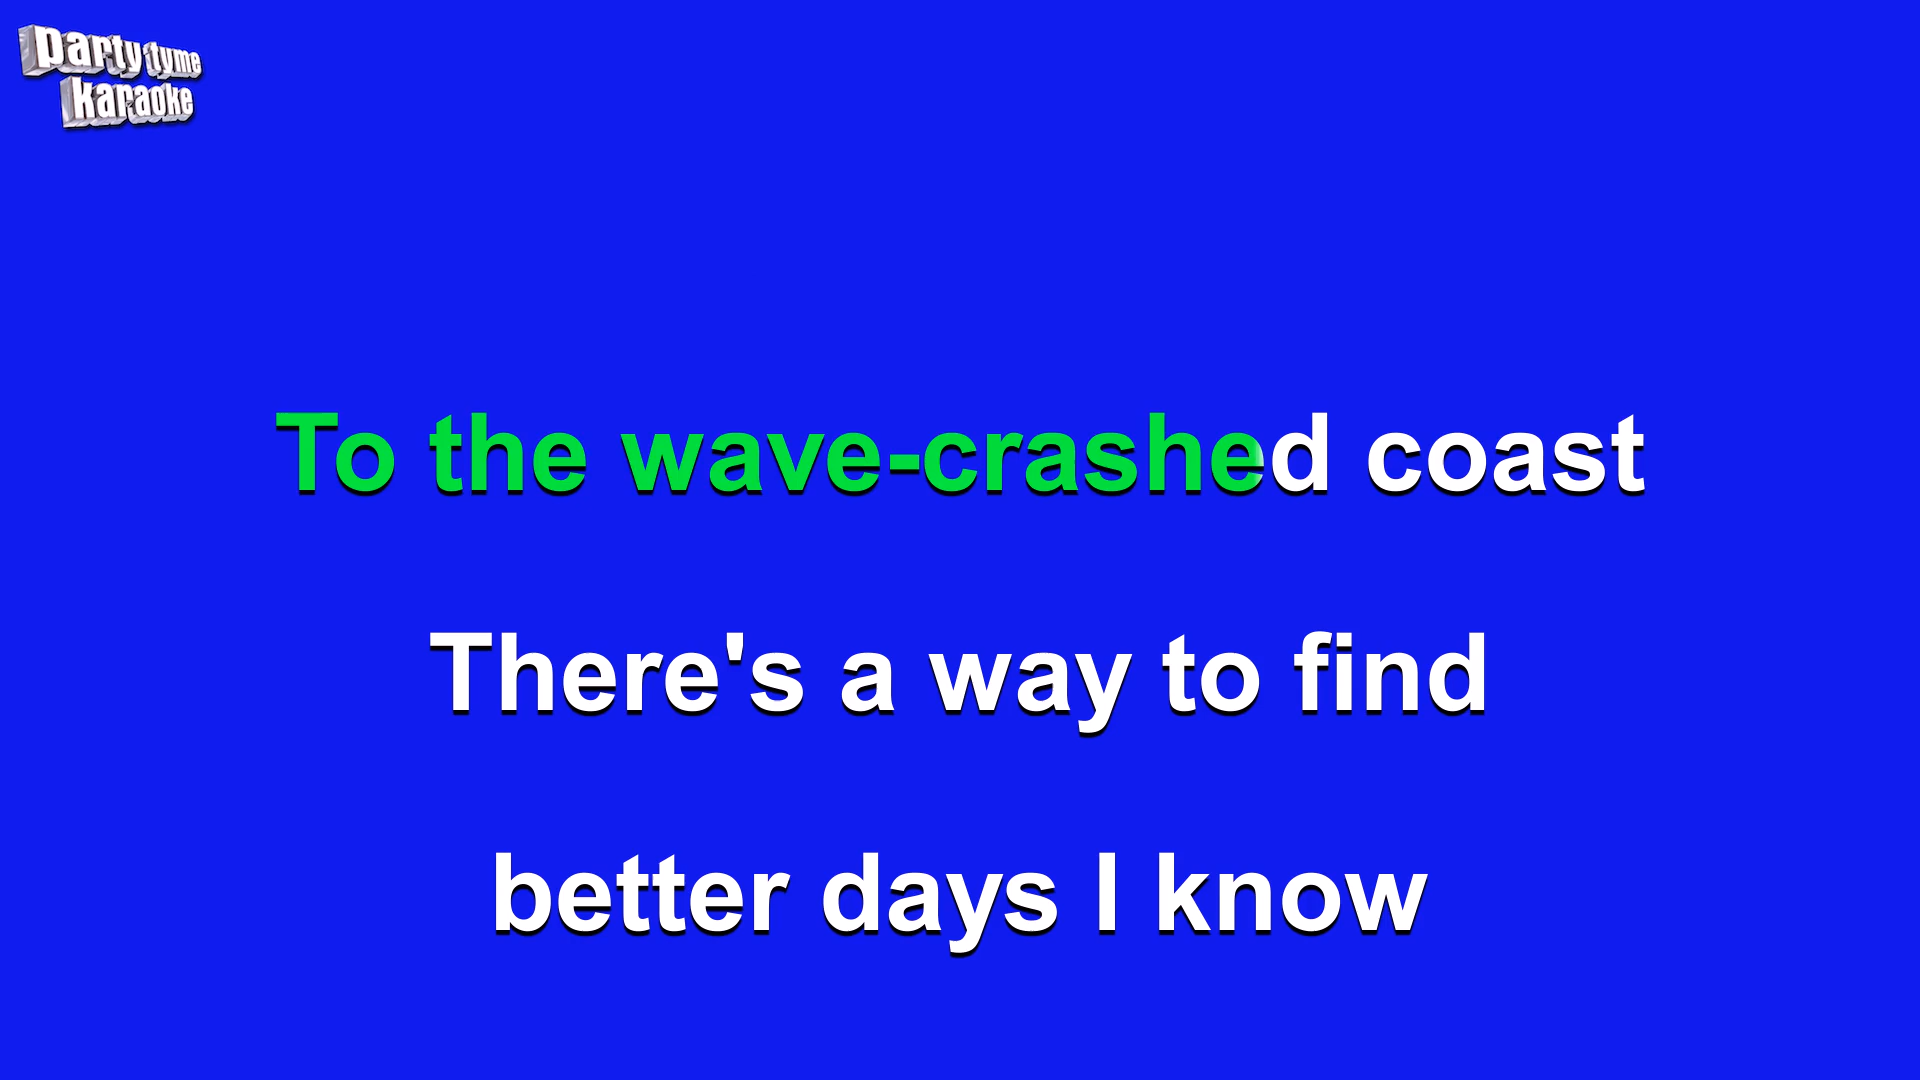 party tyme
karaoke
To the wave-crashed coast
There's a way to find
better days I know